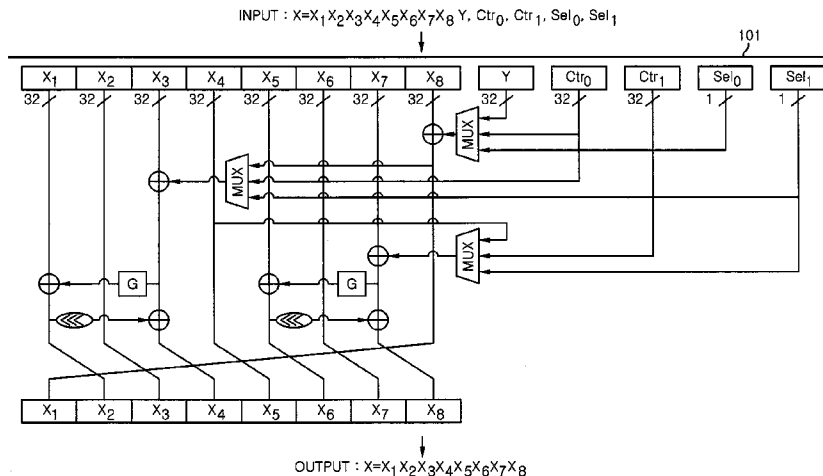 INPUT : X=X1X2X3X4X5X6X7X8 Y, Ctr0, Ctr1, Sel0, Sel1
101
X1 X2 X3 X4 X5 X6 X7 X8 Y Ctr0 Ctr1 Sel0 Sel1
32 32 32 32 32 32 32 32 32 32 32 1 1
MUX
MUX
MUX
G G
X1 X2 X3 X4 X5 X6 X7 X8
OUTPUT : X=X1X2X3X4X5X6X7X8